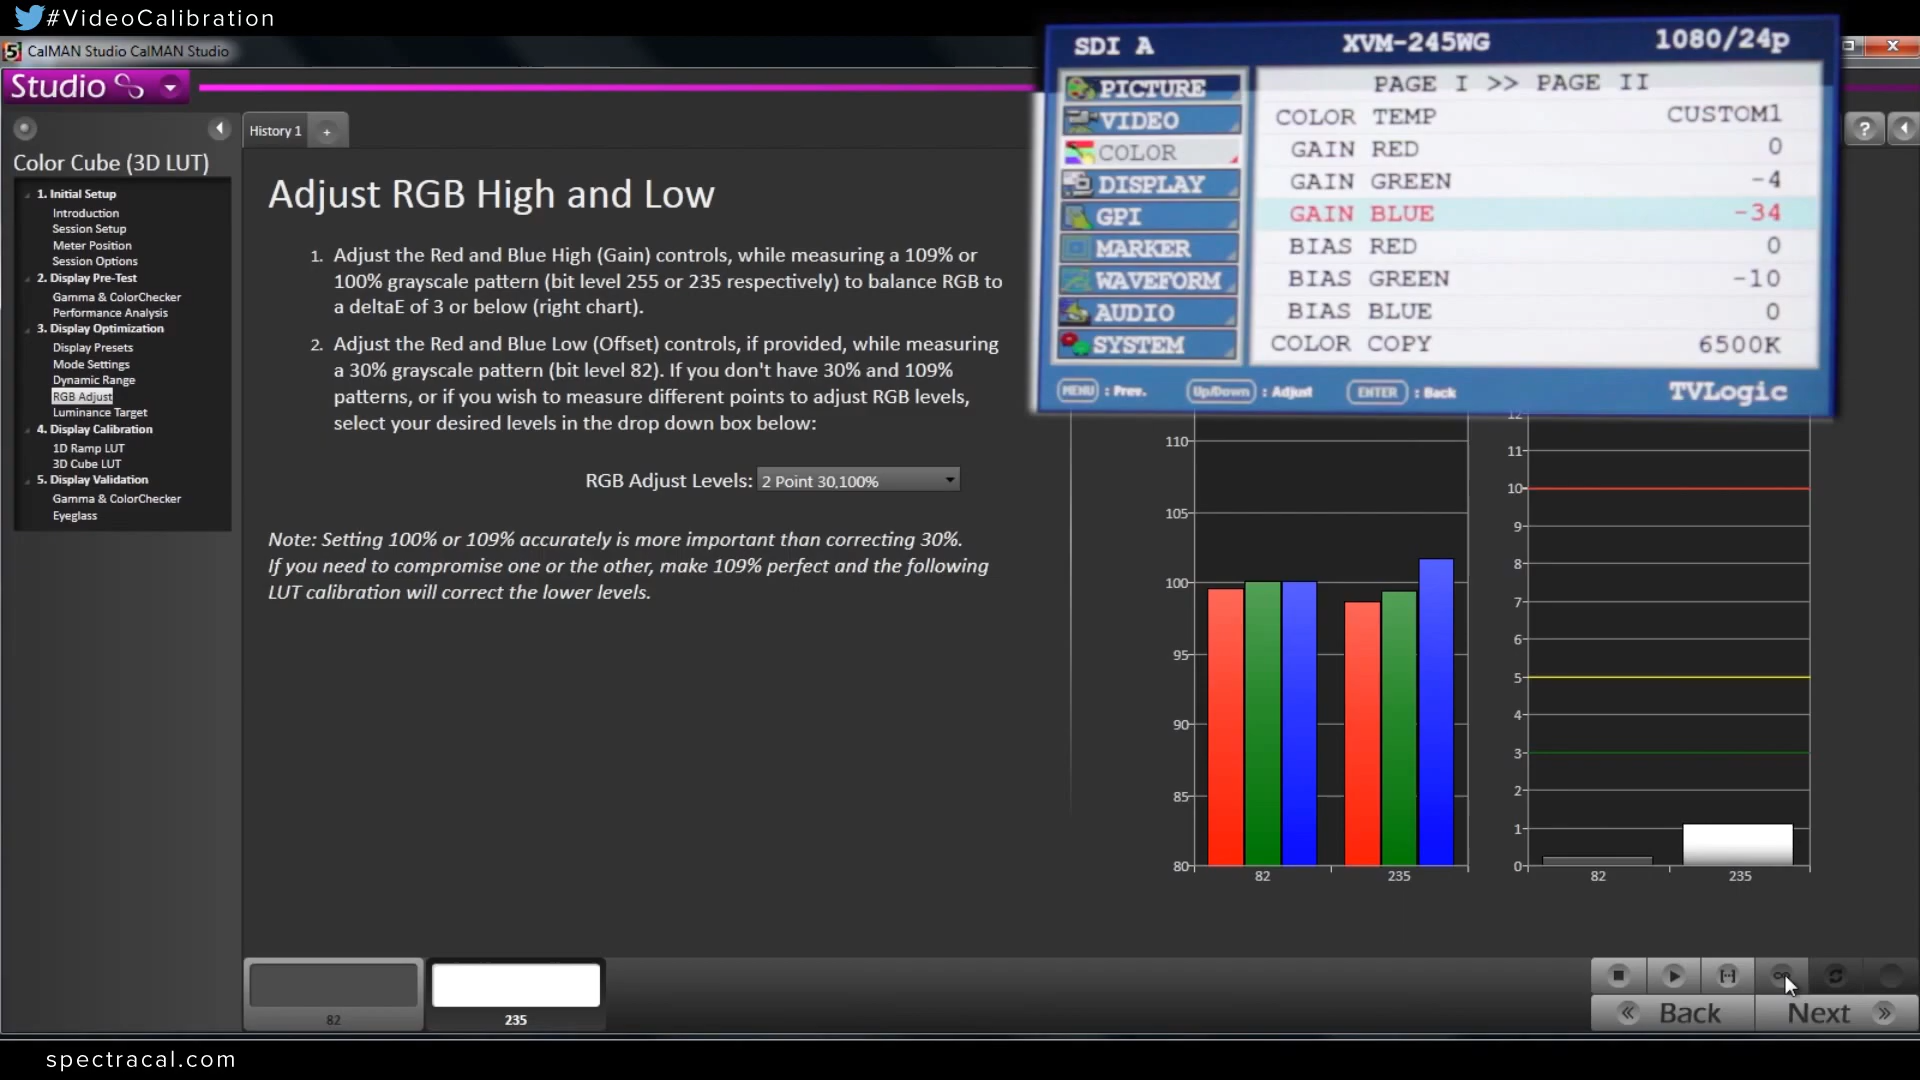 #VideoCalibration
5 CalMAN Studio CalMAN Studio
Studio
Color Cube (3D LUT)
1. Initial Setup
Introduction
Session Setup
Meter Position
Session Options
2. Display Pre-Test
Gamma & ColorChecker
Performance Analysis
3. Display Optimization
Display Presets
Mode Settings
Dynamic Range
RGB Adjust
Luminance Target
4. Display Calibration
1D Ramp LUT
3D Cube LUT
5. Display Validation
Gamma & ColorChecker
Eyeglass
History 1 +
Adjust RGB High and Low
1. Adjust the Red and Blue High (Gain) controls, while measuring a 109% or
100% grayscale pattern (bit level 255 or 235 respectively) to balance RGB to
a deltaE of 3 or below (right chart).
2. Adjust the Red and Blue Low (Offset) controls, if provided, while measuring
a 30% grayscale pattern (bit level 82). If you don't have 30% and 109%
patterns, or if you wish to measure different points to adjust RGB levels,
select your desired levels in the drop down box below:
RGB Adjust Levels: 2 Point 30,100%
Note: Setting 100% or 109% accurately is more important than correcting 30%.
If you need to compromise one or the other, make 109% perfect and the following
LUT calibration will correct the lower levels.
SDI A XVM-245WG 1080/24p
PICTURE
VIDEO
COLOR
DISPLAY
GPI
MARKER
WAVEFORM
AUDIO
SYSTEM
PAGE I >> PAGE II
COLOR TEMP CUSTOM1
GAIN RED 0
GAIN GREEN -4
GAIN BLUE -34
BIAS RED 0
BIAS GREEN -10
BIAS BLUE 0
COLOR COPY 6500K
MENU : Prev. Up/Down : Adjust ENTER : Back TVLogic
?
110
105
100
95
90
85
80
82 235
12
11
10
9
8
7
6
5
4
3
2
1
0
82 235
82 235
« Back Next »
spectracal.com